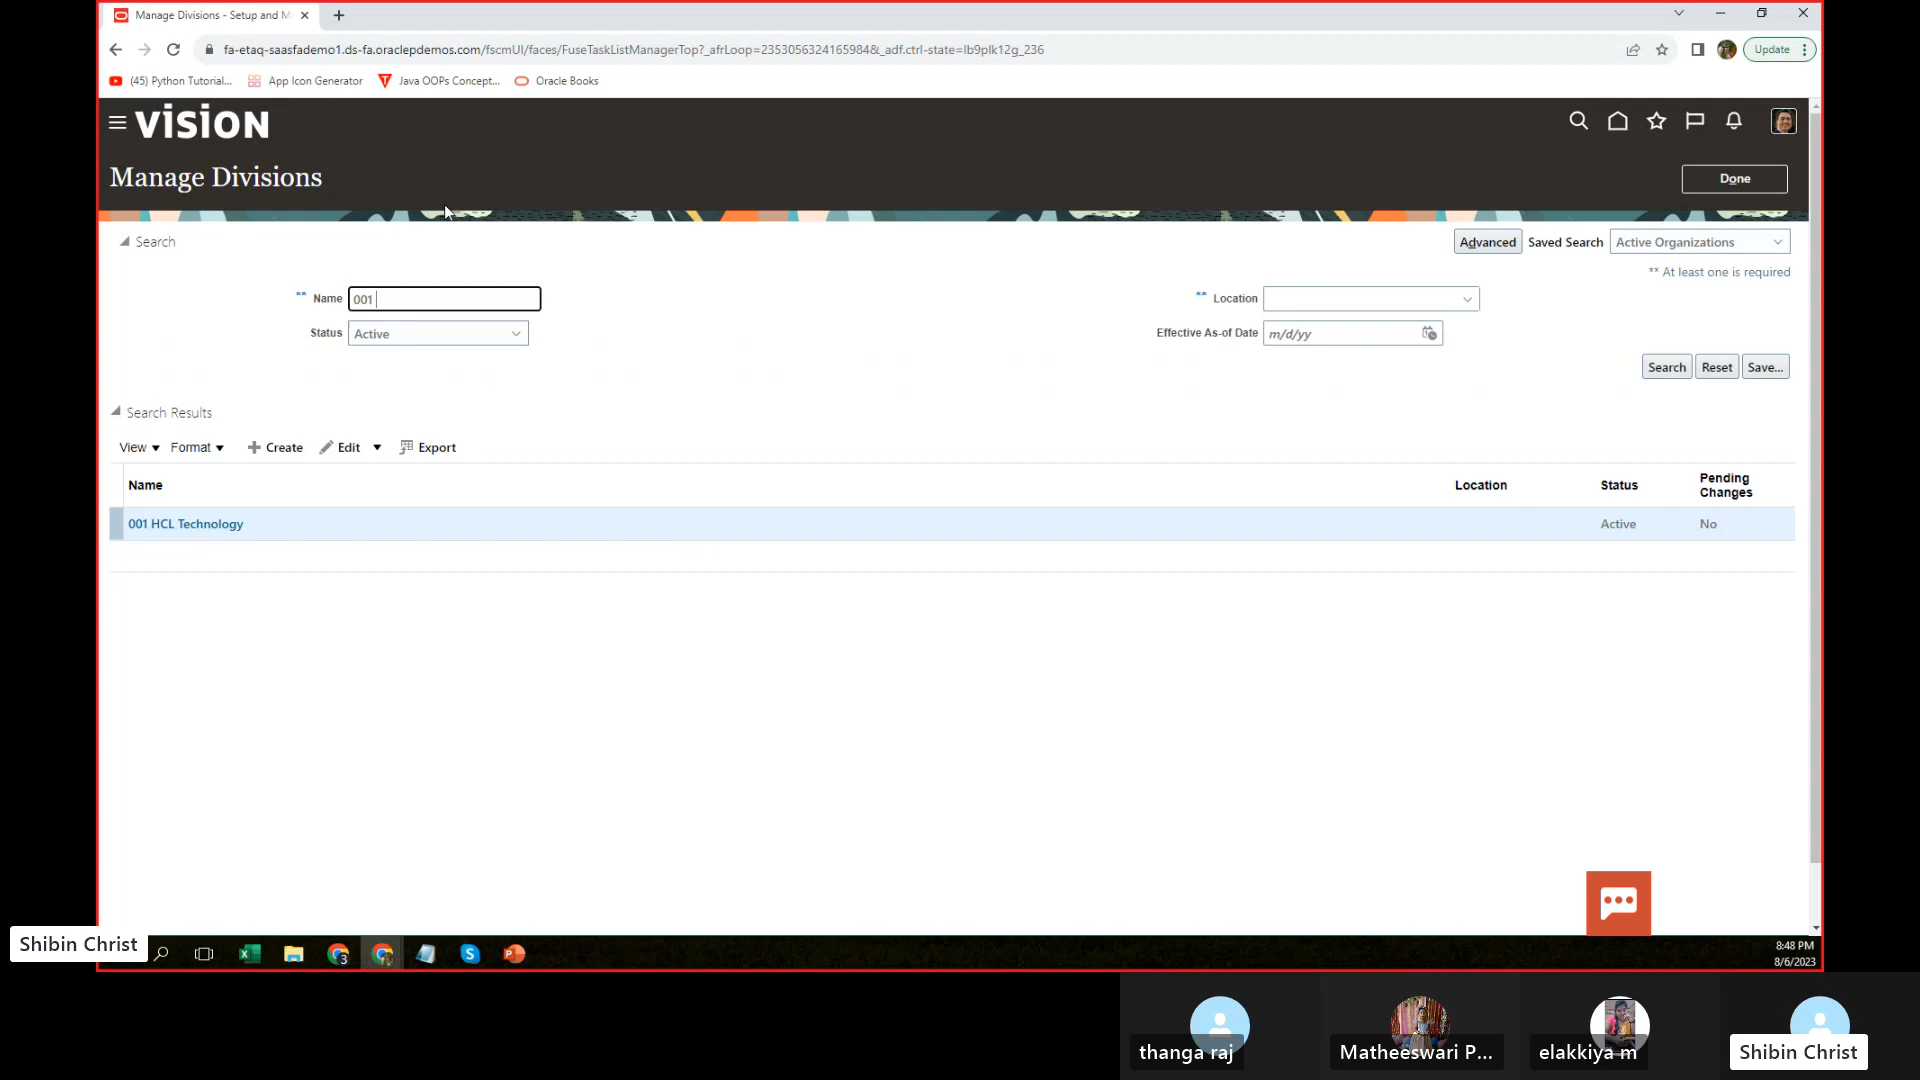 Manage Divisions - Setup and M
fa-etaq-saasfademo1.ds-fa.oraclepdemos.com/fscmUI/faces/FuseTaskListManagerTop?_afrLoop=23530563241659848&_adf.ctrl-state=lb9plk12g_236
Update
(45) Python Tutorial...
App Icon Generator
Java OOPs Concept...
Oracle Books
VISION
Manage Divisions
Done
Search
Advanced
Saved Search
Active Organizations
** At least one is required
** Name 001
** Location
Status Active
Effective As-of Date m/d/yy
Search
Reset
Save...
Search Results
View
Format
Create
Edit
Export
Name
Location
Status
Pending Changes
001 HCL Technology
Active
No
Shibin Christ
3
8:48 PM
8/6/2023
thanga raj
Matheeswari P...
elakkiya m
Shibin Christ